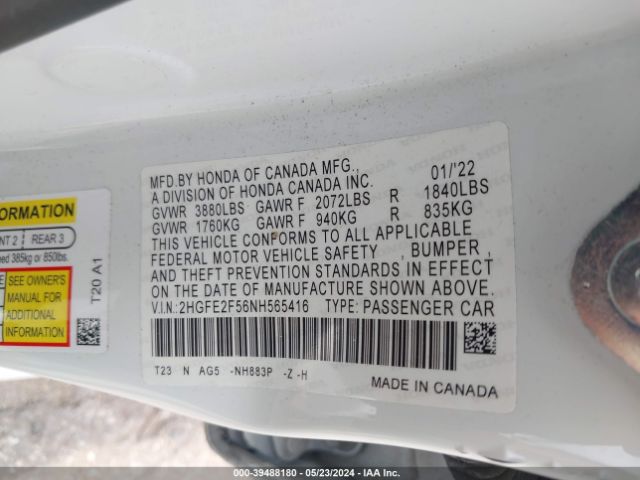 MFD.BY HONDA OF CANADA MFG., 01/'22
A DIVISION OF HONDA CANADA INC.
GVWR 3880LBS GAWR F 2072LBS R 1840LBS
GVWR 1760KG GAWR F 940KG R 835KG
THIS VEHICLE CONFORMS TO ALL APPLICABLE
FEDERAL MOTOR VEHICLE SAFETY , BUMPER ,
AND THEFT PREVENTION STANDARDS IN EFFECT
ON THE DATE OF MANUFACTURE SHOWN ABOVE.
V.I.N:2HGFE2F56NH565416 TYPE: PASSENGER CAR
T23 N AG5 -NH883P -Z -H
MADE IN CANADA
REAR 3
385kg or 850lbs.
SEE OWNER'S
MANUAL FOR
ADDITIONAL
INFORMATION
T20 A1
000-39488180 - 05/23/2024 - IAA Inc.